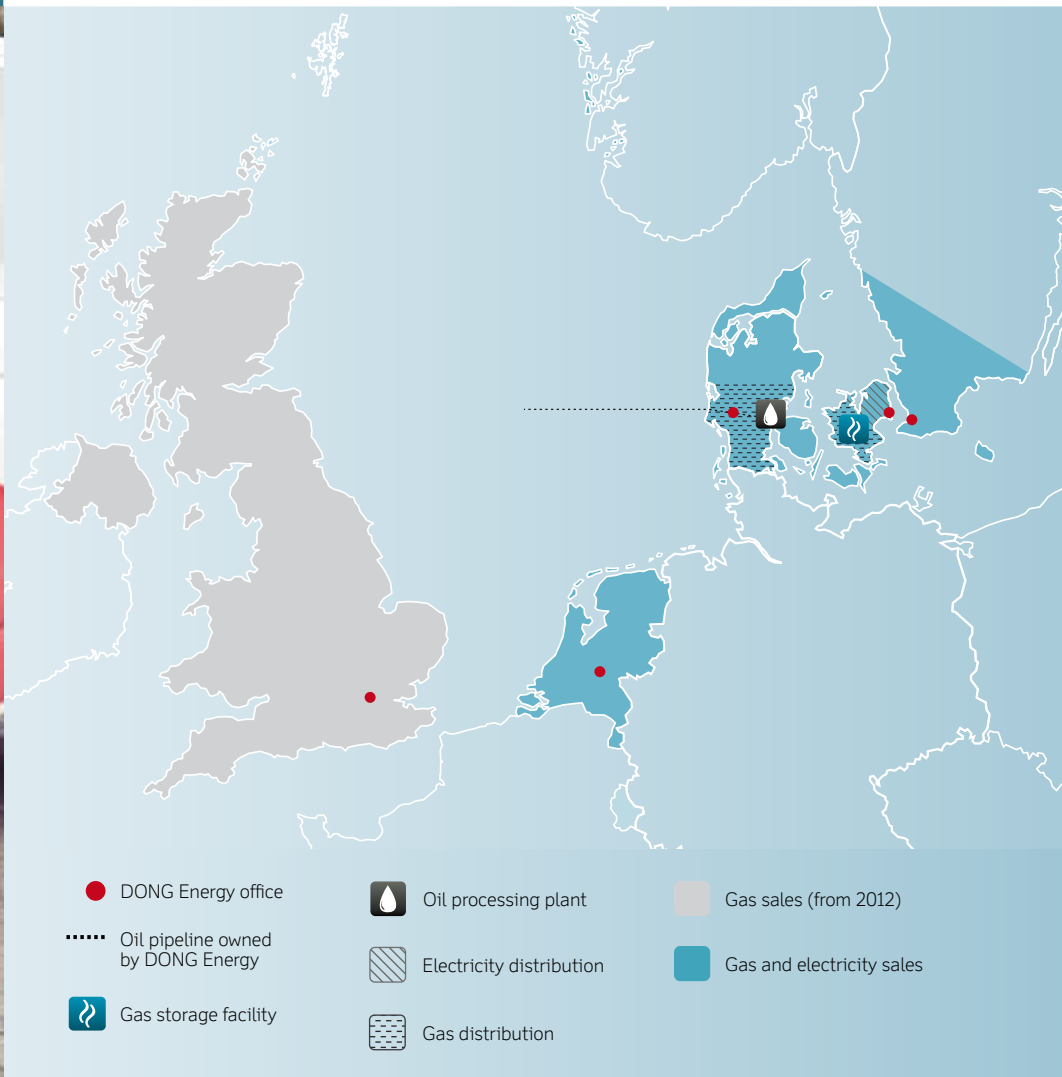 DONG Energy office
Oil pipeline owned
by DONG Energy
Gas storage facility
Oil processing plant
Electricity distribution
Gas distribution
Gas sales (from 2012)
Gas and electricity sales